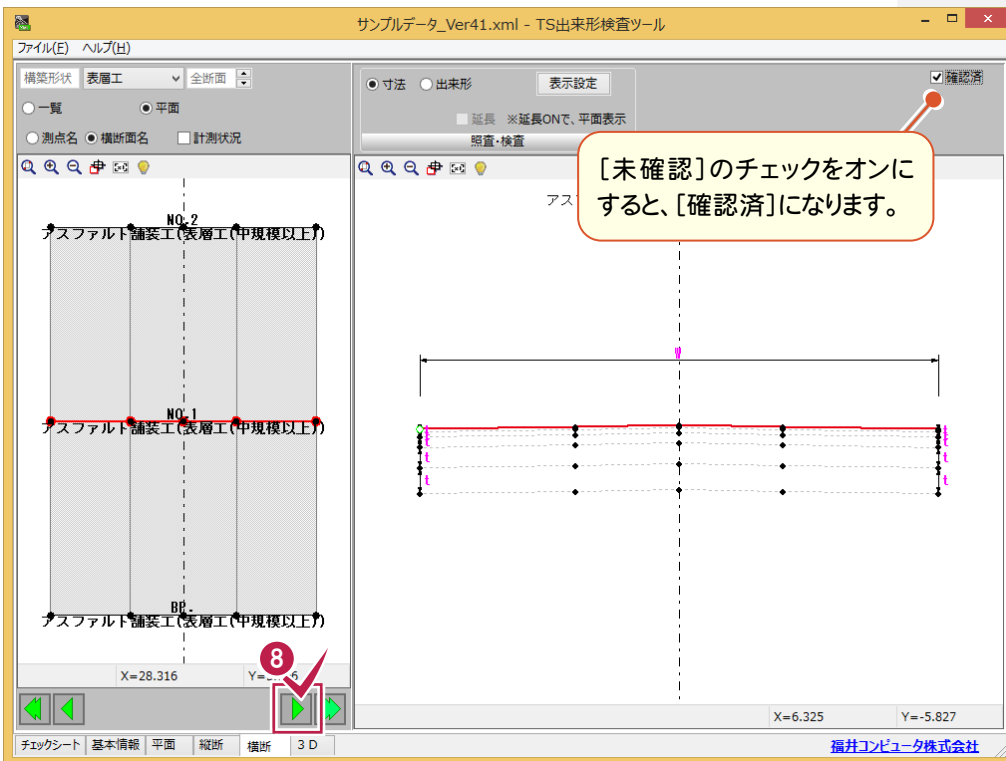 サンプルデータ_Ver41.xml - TS出来形検査ツール
ファイル(F) ヘルプ(H)
構築形状 表層工 全断面
一覧 平面
測点名 横断面名 計測状況
寸法 出来形 表示設定
延長 ※延長ONで、平面表示
照査・検査
確認済
[未確認]のチェックをオンに
すると、[確認済]になります。
NO.2
アスファルト舗装工(表層工(中規模以上))
NO.1
アスファルト舗装工(表層工(中規模以上))
BP.
アスファルト舗装工(表層工(中規模以上))
アス
W
t
t
t
t
t
t
t
t
8
X=28.316
X=6.325 Y=-5.827
チェックシート 基本情報 平面 縦断 横断 3D
福井コンピュータ株式会社